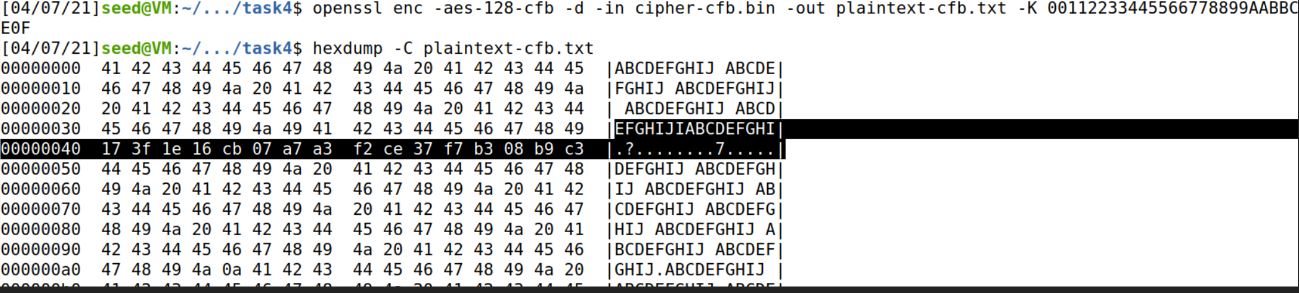 [04/07/21]seed@VM:~/.../task4$ openssl enc -aes-128-cfb -d -in cipher-cfb.bin -out plaintext-cfb.txt -K 00112233445566778899AABBC
E0F
[04/07/21]seed@VM:~/.../task4$ hexdump -C plaintext-cfb.txt
00000000  41 42 43 44 45 46 47 48  49 4a 20 41 42 43 44 45  |ABCDEFGHIJ ABCDE|
00000010  46 47 48 49 4a 20 41 42  43 44 45 46 47 48 49 4a  |FGHIJ ABCDEFGHIJ|
00000020  20 41 42 43 44 45 46 47  48 49 4a 20 41 42 43 44  | ABCDEFGHIJ ABCD|
00000030  45 46 47 48 49 4a 49 41  42 43 44 45 46 47 48 49  |EFGHIJIABCDEFGHI|
00000040  17 3f 1e 16 cb 07 a7 a3  f2 ce 37 f7 b3 08 b9 c3  |.?........7.....|
00000050  44 45 46 47 48 49 4a 20  41 42 43 44 45 46 47 48  |DEFGHIJ ABCDEFGH|
00000060  49 4a 20 41 42 43 44 45  46 47 48 49 4a 20 41 42  |IJ ABCDEFGHIJ AB|
00000070  43 44 45 46 47 48 49 4a  20 41 42 43 44 45 46 47  |CDEFGHIJ ABCDEFG|
00000080  48 49 4a 20 41 42 43 44  45 46 47 48 49 4a 20 41  |HIJ ABCDEFGHIJ A|
00000090  42 43 44 45 46 47 48 49  4a 20 41 42 43 44 45 46  |BCDEFGHIJ ABCDEF|
000000a0  47 48 49 4a 0a 41 42 43  44 45 46 47 48 49 4a 20  |GHIJ.ABCDEFGHIJ |